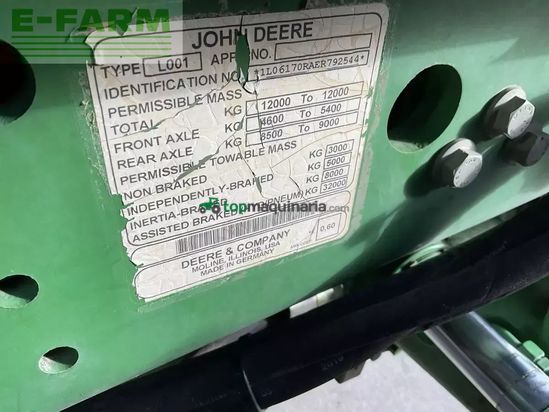 E-FARM
JOHN DEERE
TYPE L001 APPR.NO.
IDENTIFICATION NO. *1L06170RAER792544*
PERMISSIBLE MASS
TOTAL KG 12000 To 12000
FRONT AXLE KG 4600 To 5400
REAR AXLE KG 8500 To 9000
PERMISSIBLE TOWABLE MASS
NON BRAKED KG 3000
INDEPENDENTLY-BRAKED KG 5000
INERTIA-BRAKED KG 8000
ASSISTED BRAKED (PNEUM) KG 32000
topmaquinaria.com
DEERE & COMPANY 0,60
MOLINE, ILLINOIS, USA
MADE IN GERMANY